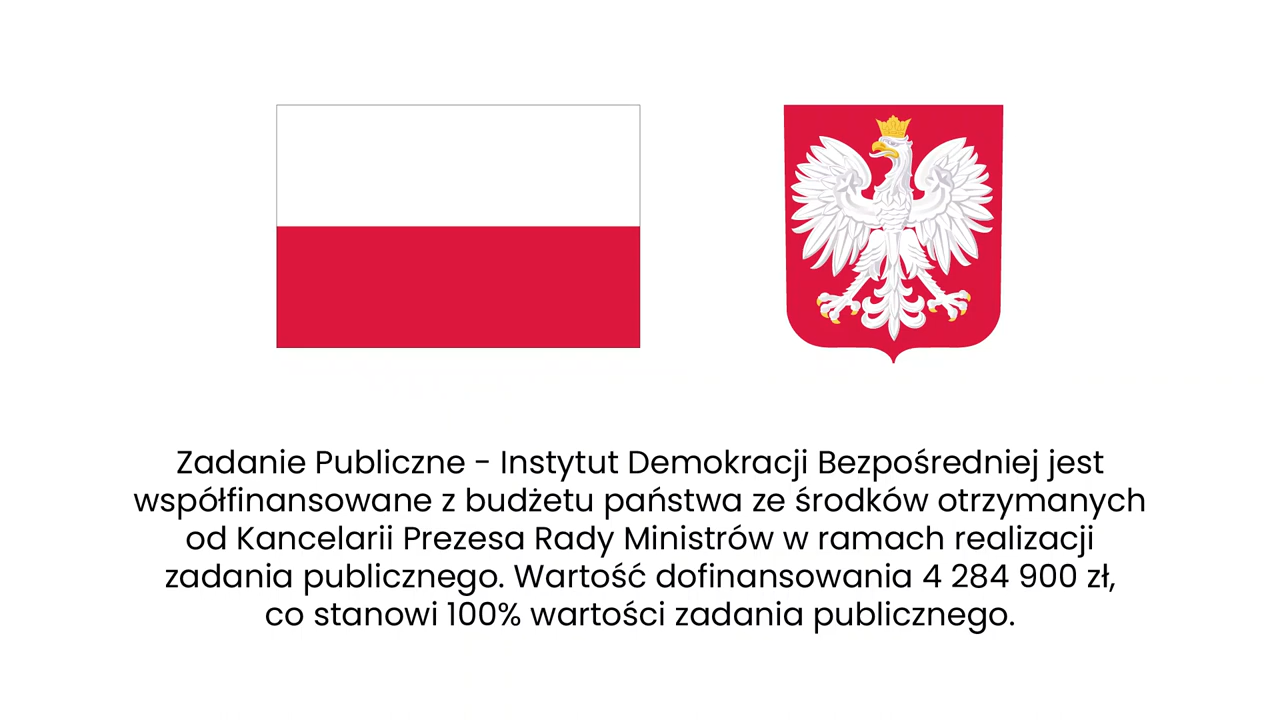 Zadanie Publiczne - Instytut Demokracji Bezpośredniej jest
współfinansowane z budżetu państwa ze środków otrzymanych
od Kancelarii Prezesa Rady Ministrów w ramach realizacji
zadania publicznego. Wartość dofinansowania 4 284 900 zł,
co stanowi 100% wartości zadania publicznego.